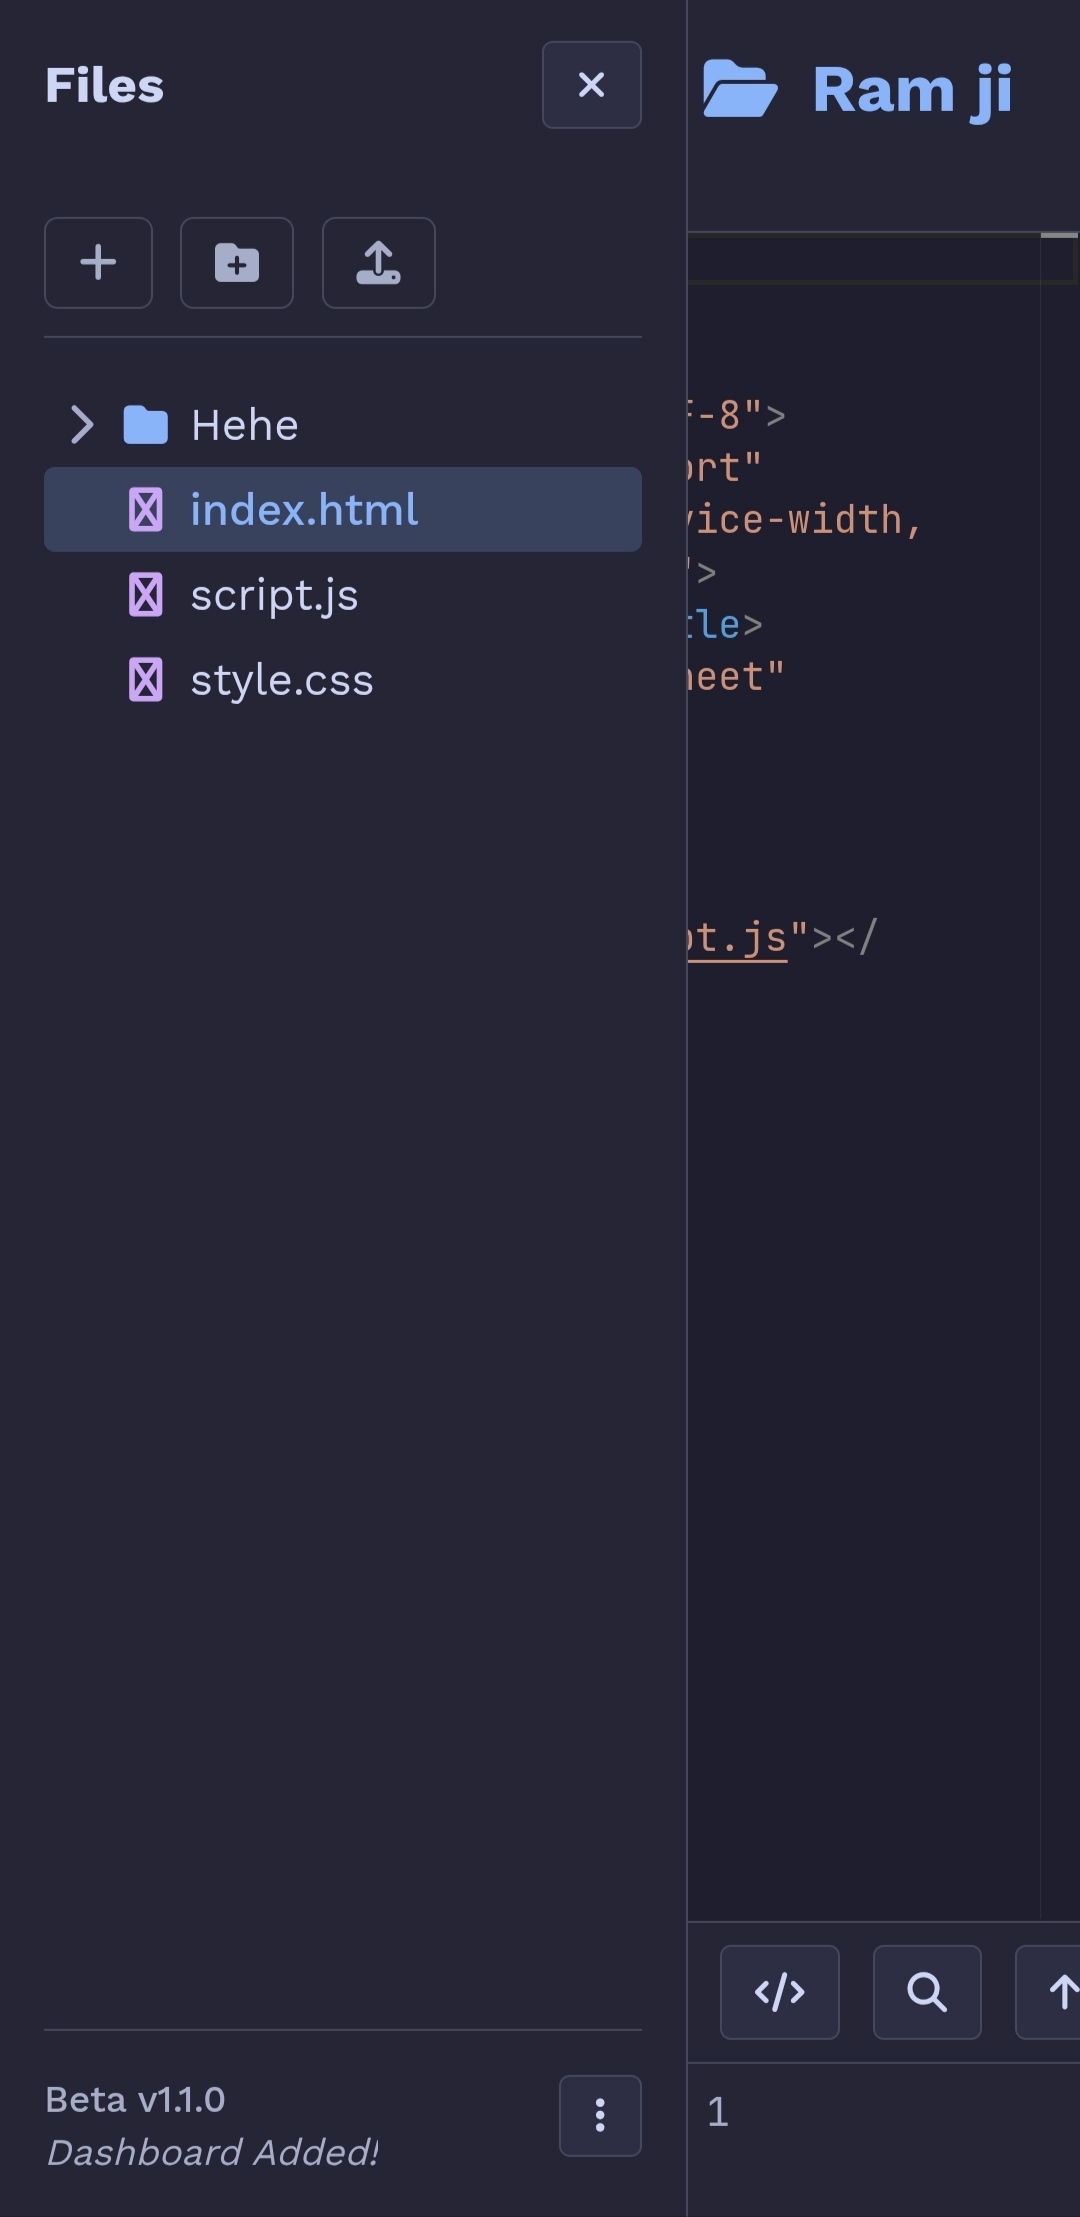 Files
Ram ji
Hehe
index.html
script.js
style.css
-8">
rt"
ice-width,
>
le>
eet"
t.js"></
</>
Beta v1.1.0
Dashboard Added!
1